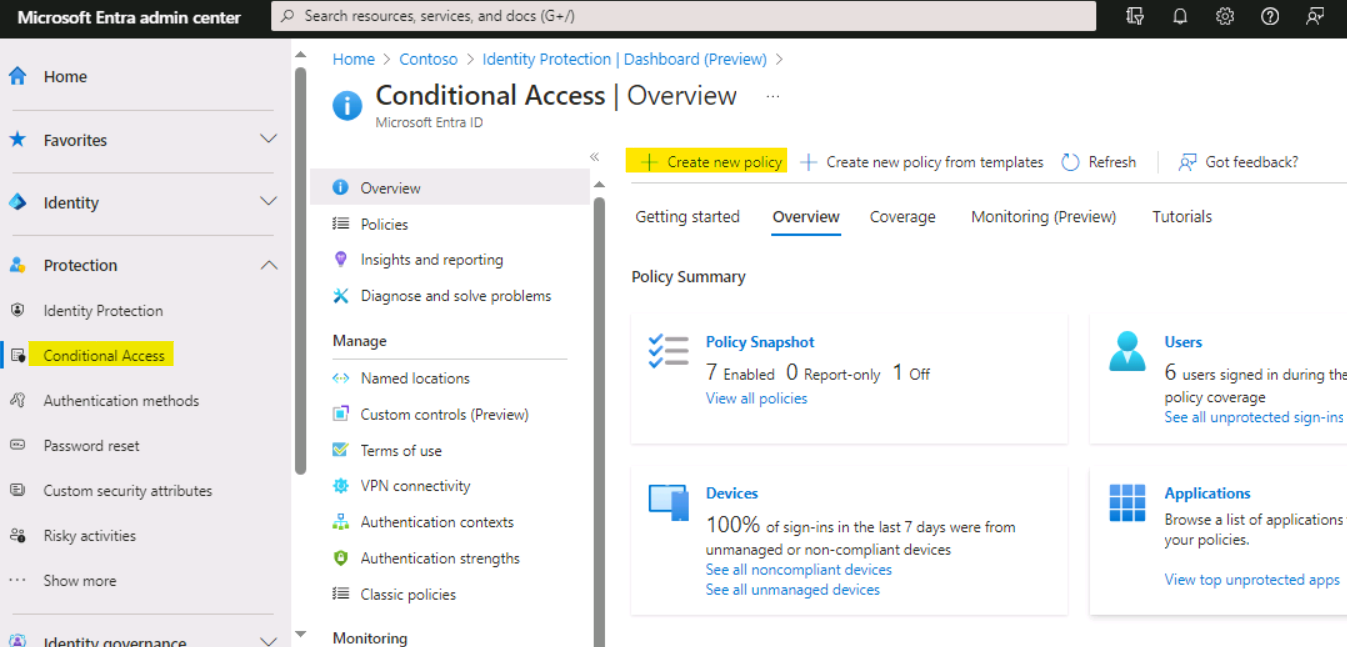 Microsoft Entra admin center
Search resources, services, and docs (G+/)
Home
Favorites
Identity
Protection
Identity Protection
Conditional Access
Authentication methods
Password reset
Custom security attributes
Risky activities
Show more
Identity governance
Home > Contoso > Identity Protection | Dashboard (Preview) >
Conditional Access | Overview ...
Microsoft Entra ID
Overview
Policies
Insights and reporting
Diagnose and solve problems
Manage
Named locations
Custom controls (Preview)
Terms of use
VPN connectivity
Authentication contexts
Authentication strengths
Classic policies
Monitoring
+ Create new policy + Create new policy from templates Refresh Got feedback?
Getting started Overview Coverage Monitoring (Preview) Tutorials
Policy Summary
Policy Snapshot
7 Enabled 0 Report-only 1 Off
View all policies
Users
6 users signed in during the
policy coverage
See all unprotected sign-ins
Devices
100% of sign-ins in the last 7 days were from
unmanaged or non-compliant devices
See all noncompliant devices
See all unmanaged devices
Applications
Browse a list of applications
your policies.
View top unprotected apps